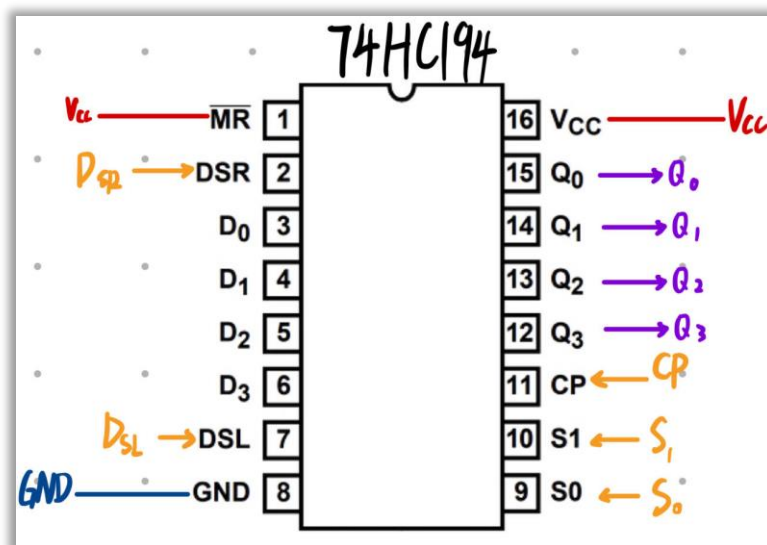 74HC194
Vcc MR 1 16 VCC Vcc
DSR DSR 2 15 Q0 Q0
D0 3 14 Q1 Q1
D1 4 13 Q2 Q2
D2 5 12 Q3 Q3
D3 6 11 CP CP
DSL DSL 7 10 S1 S1
GND GND 8 9 S0 S0